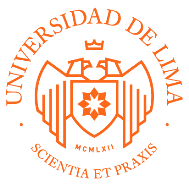 UNIVERSIDAD DE LIMA
MCMLXII
SCIENTIA ET PRAXIS